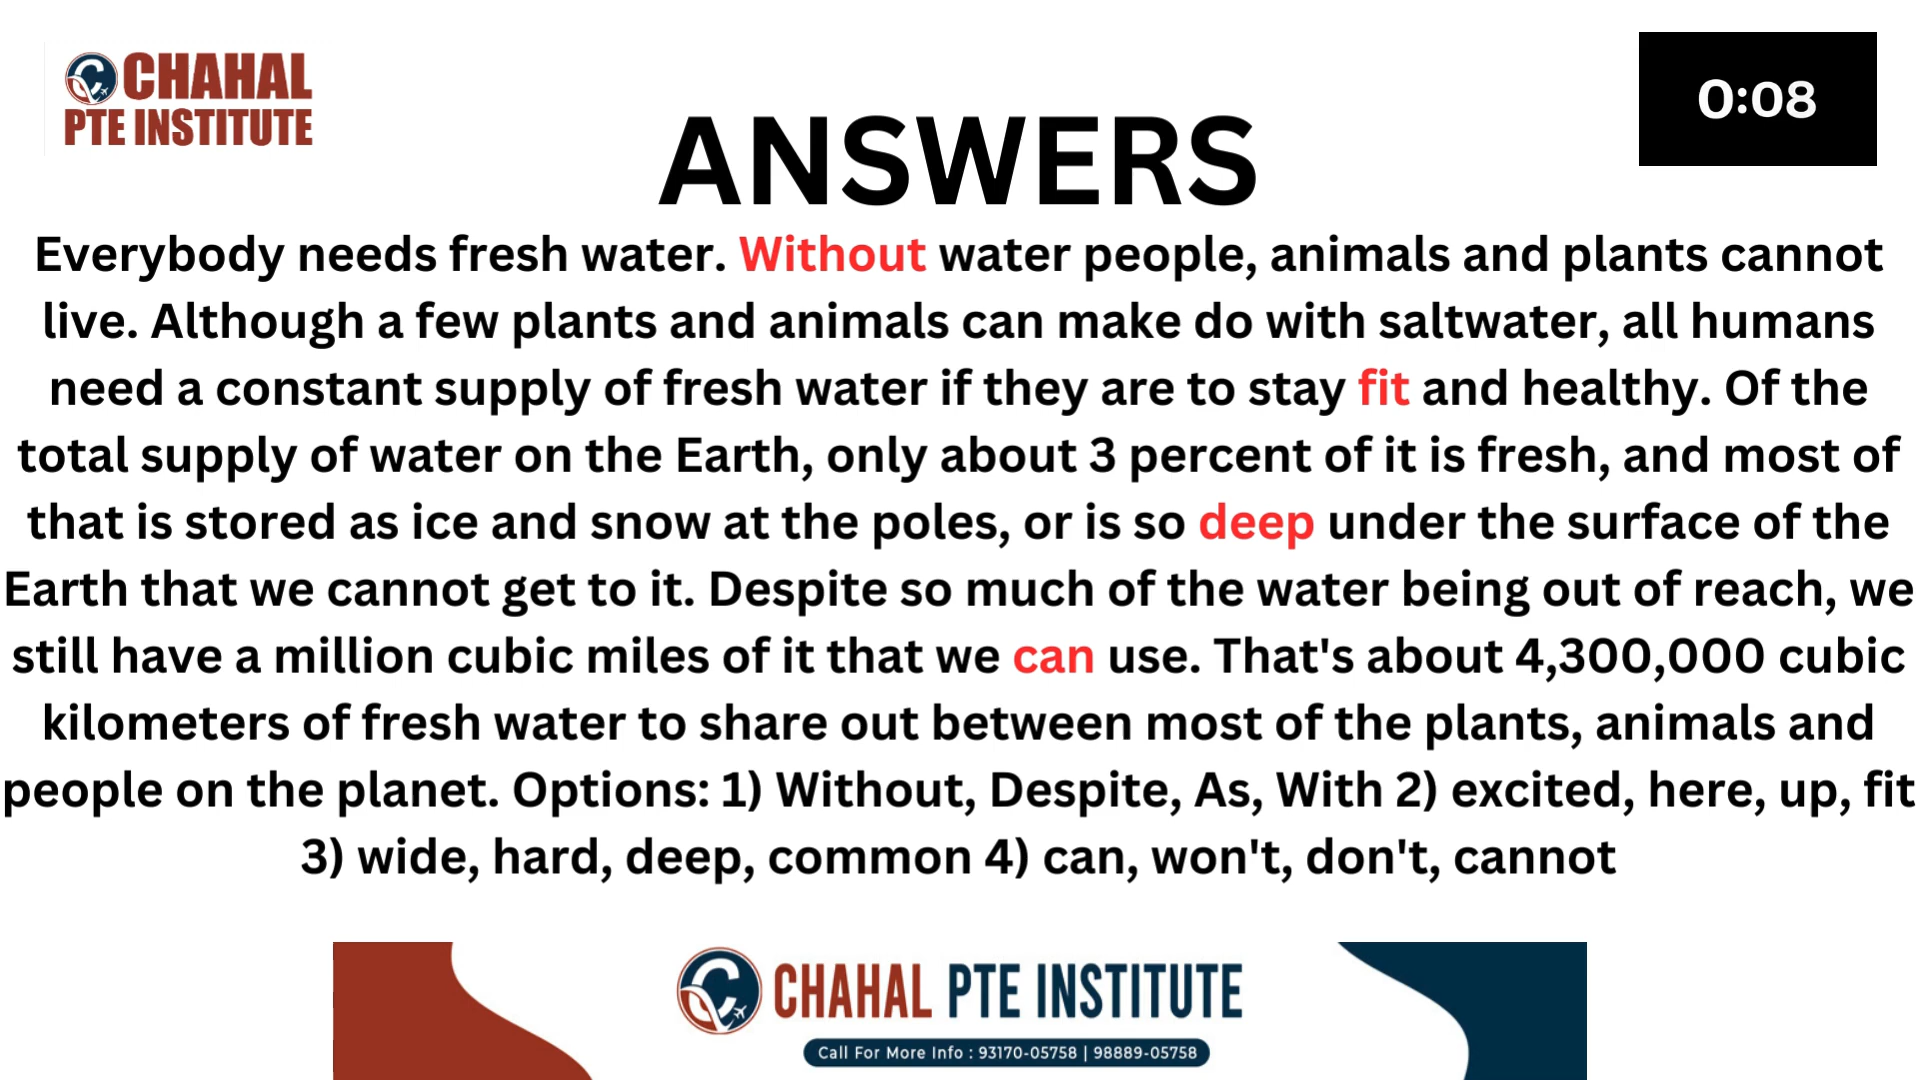 CHAHAL
PTE INSTITUTE
0:08
ANSWERS
Everybody needs fresh water. Without water people, animals and plants cannot
live. Although a few plants and animals can make do with saltwater, all humans
need a constant supply of fresh water if they are to stay fit and healthy. Of the
total supply of water on the Earth, only about 3 percent of it is fresh, and most of
that is stored as ice and snow at the poles, or is so deep under the surface of the
Earth that we cannot get to it. Despite so much of the water being out of reach, we
still have a million cubic miles of it that we can use. That's about 4,300,000 cubic
kilometers of fresh water to share out between most of the plants, animals and
people on the planet. Options: 1) Without, Despite, As, With 2) excited, here, up, fit
3) wide, hard, deep, common 4) can, won't, don't, cannot
CHAHAL PTE INSTITUTE
Call For More Info : 93170-05758 | 98889-05758